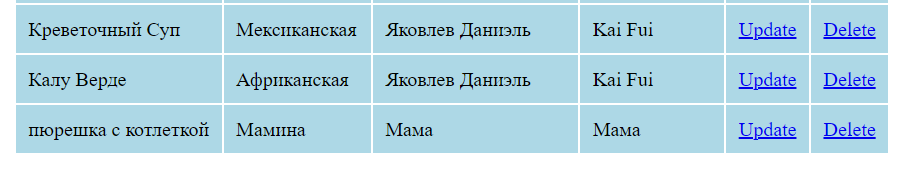 Креветочный Суп Мексиканская Яковлев Даниэль Kai Fui Update Delete
Калу Верде Африканская Яковлев Даниэль Kai Fui Update Delete
пюрешка с котлеткой Мамина Мама Мама Update Delete